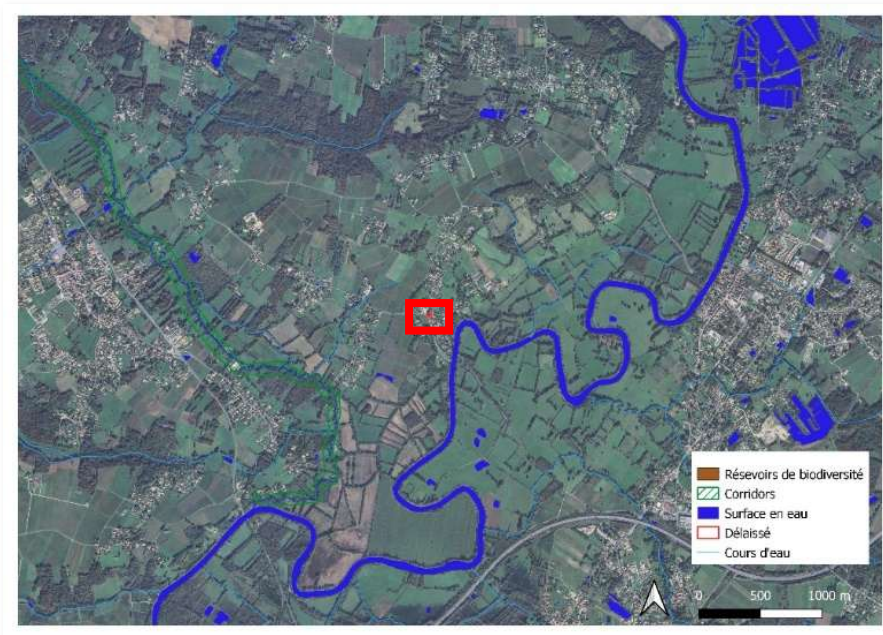 Résevoirs de biodiversité
Corridors
Surface en eau
Délaissé
Cours d'eau
0 500 1000 m